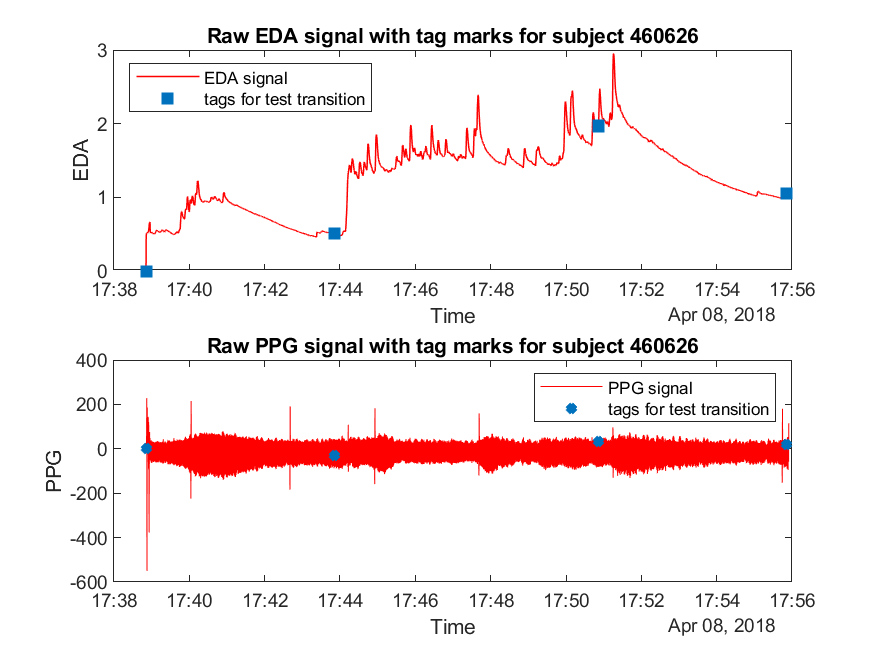 Raw EDA signal with tag marks for subject 460626
3
2
1
0
EDA
EDA signal
tags for test transition
17:38 17:40 17:42 17:44 17:46 17:48 17:50 17:52 17:54 17:56
Time
Apr 08, 2018
Raw PPG signal with tag marks for subject 460626
400
200
0
-200
-400
-600
PPG
PPG signal
tags for test transition
17:38 17:40 17:42 17:44 17:46 17:48 17:50 17:52 17:54 17:56
Time
Apr 08, 2018